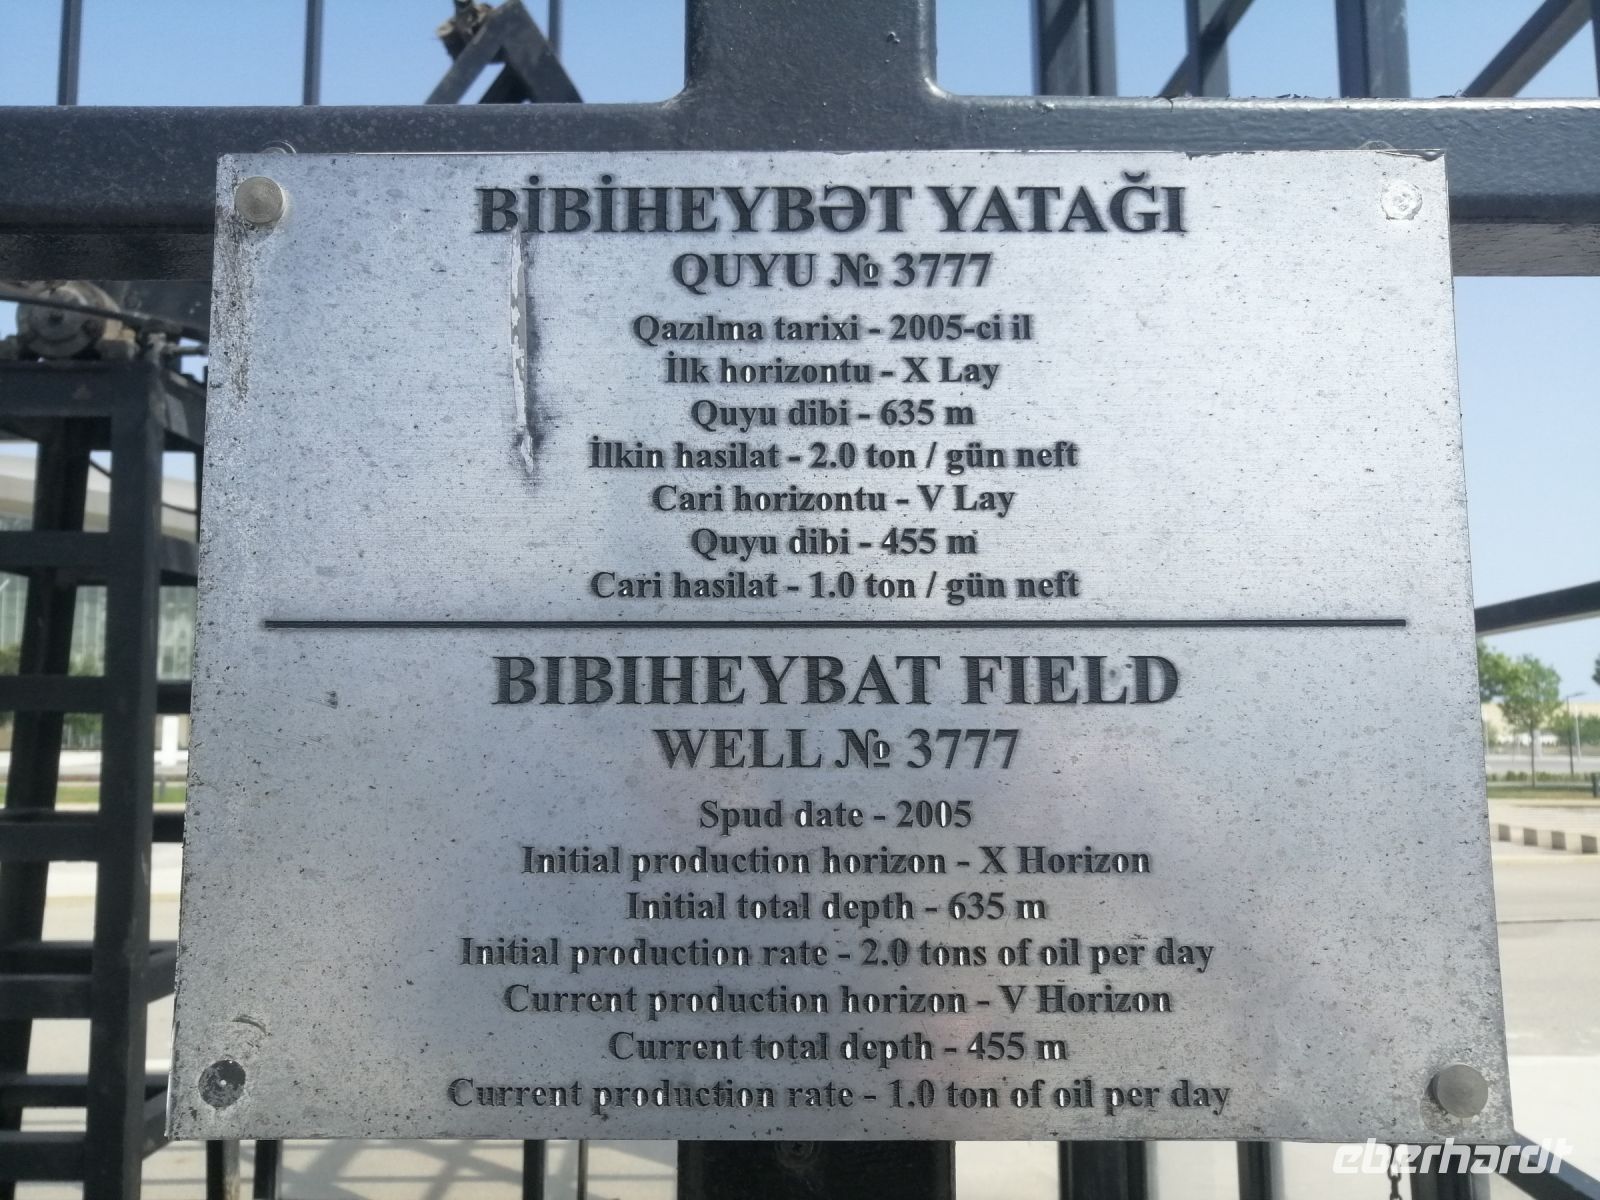 BİBİHEYBƏT YATAĞI
QUYU № 3777
Qazılma tarixi - 2005-ci il
İlk horizontu - X Lay
Quyu dibi - 635 m
İlkin hasilat - 2.0 ton / gün neft
Cari horizontu - V Lay
Quyu dibi - 455 m
Cari hasilat - 1.0 ton / gün neft
BIBIHEYBAT FIELD
WELL № 3777
Spud date - 2005
Initial production horizon - X Horizon
Initial total depth - 635 m
Initial production rate - 2.0 tons of oil per day
Current production horizon - V Horizon
Current total depth - 455 m
Current production rate - 1.0 ton of oil per day
eberhardt